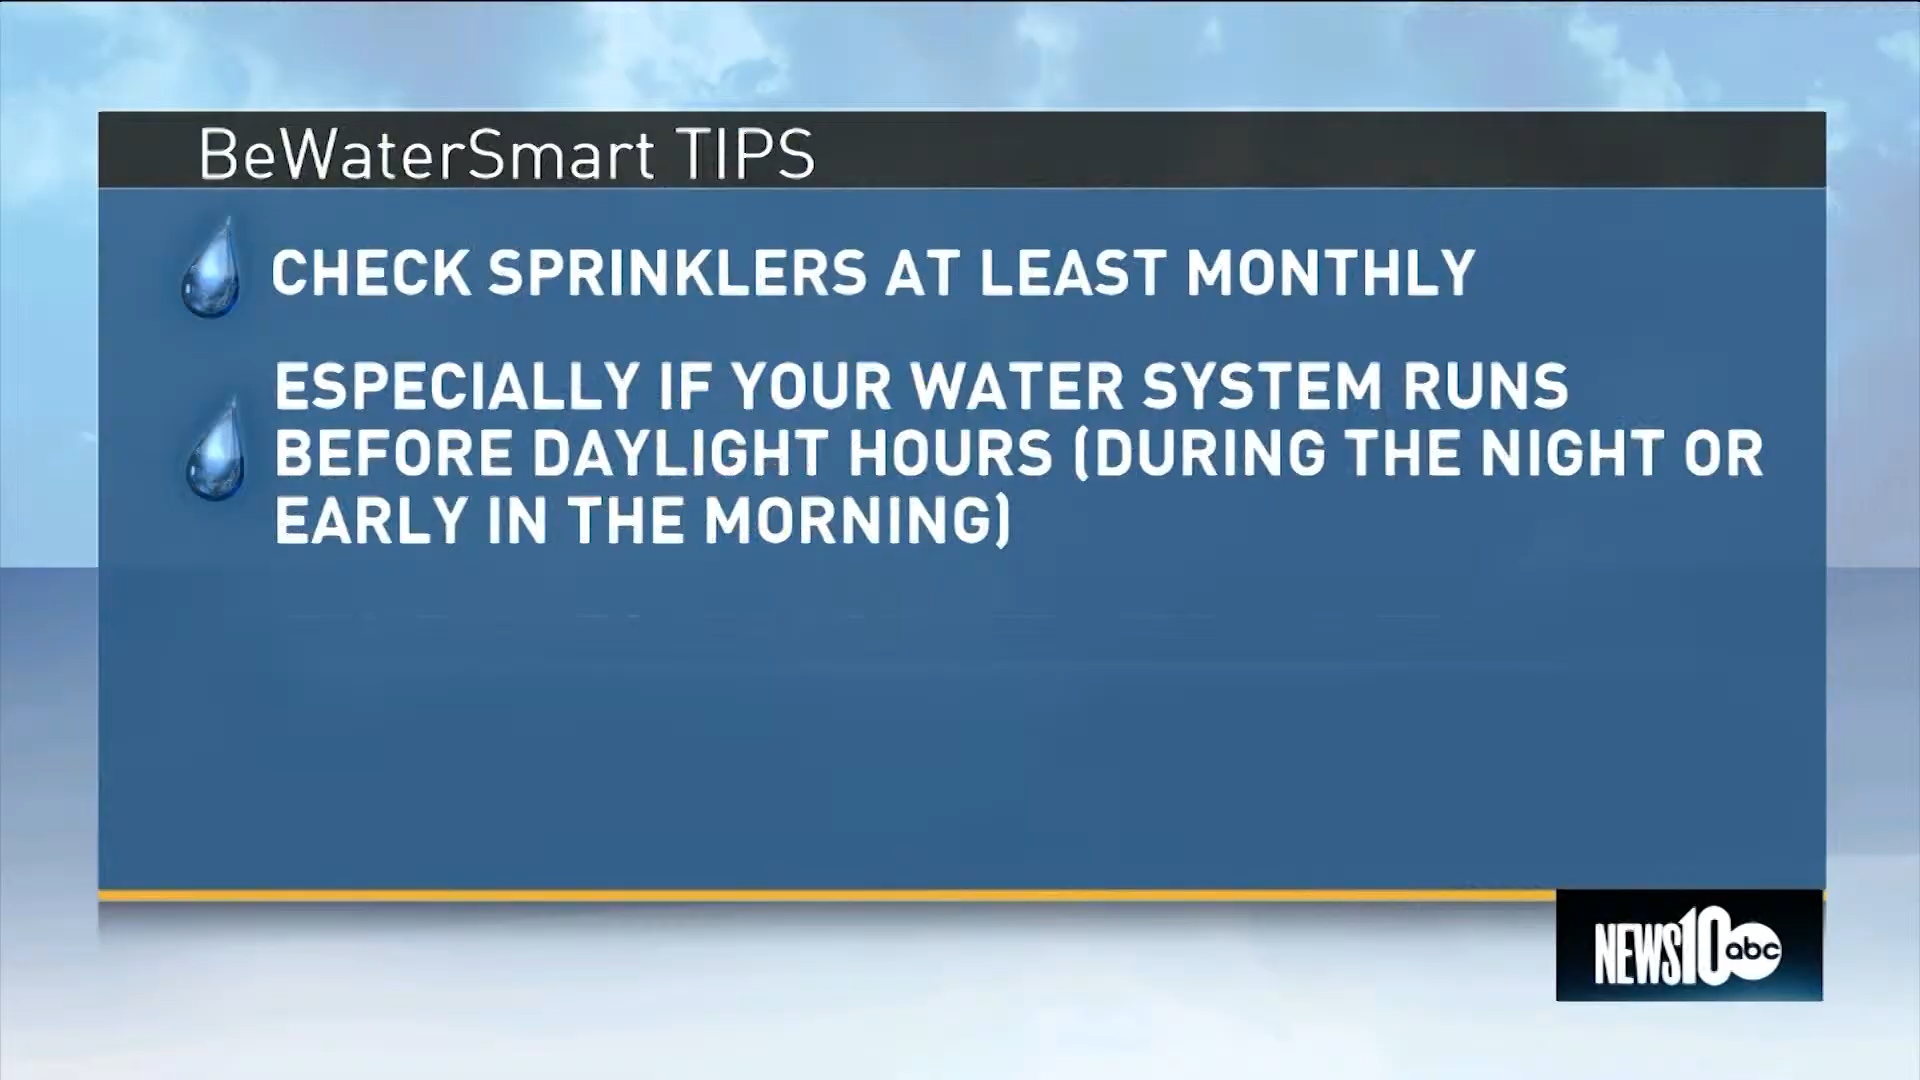 BeWaterSmart TIPS
CHECK SPRINKLERS AT LEAST MONTHLY
ESPECIALLY IF YOUR WATER SYSTEM RUNS
BEFORE DAYLIGHT HOURS (DURING THE NIGHT OR
EARLY IN THE MORNING)
NEWS10 abc